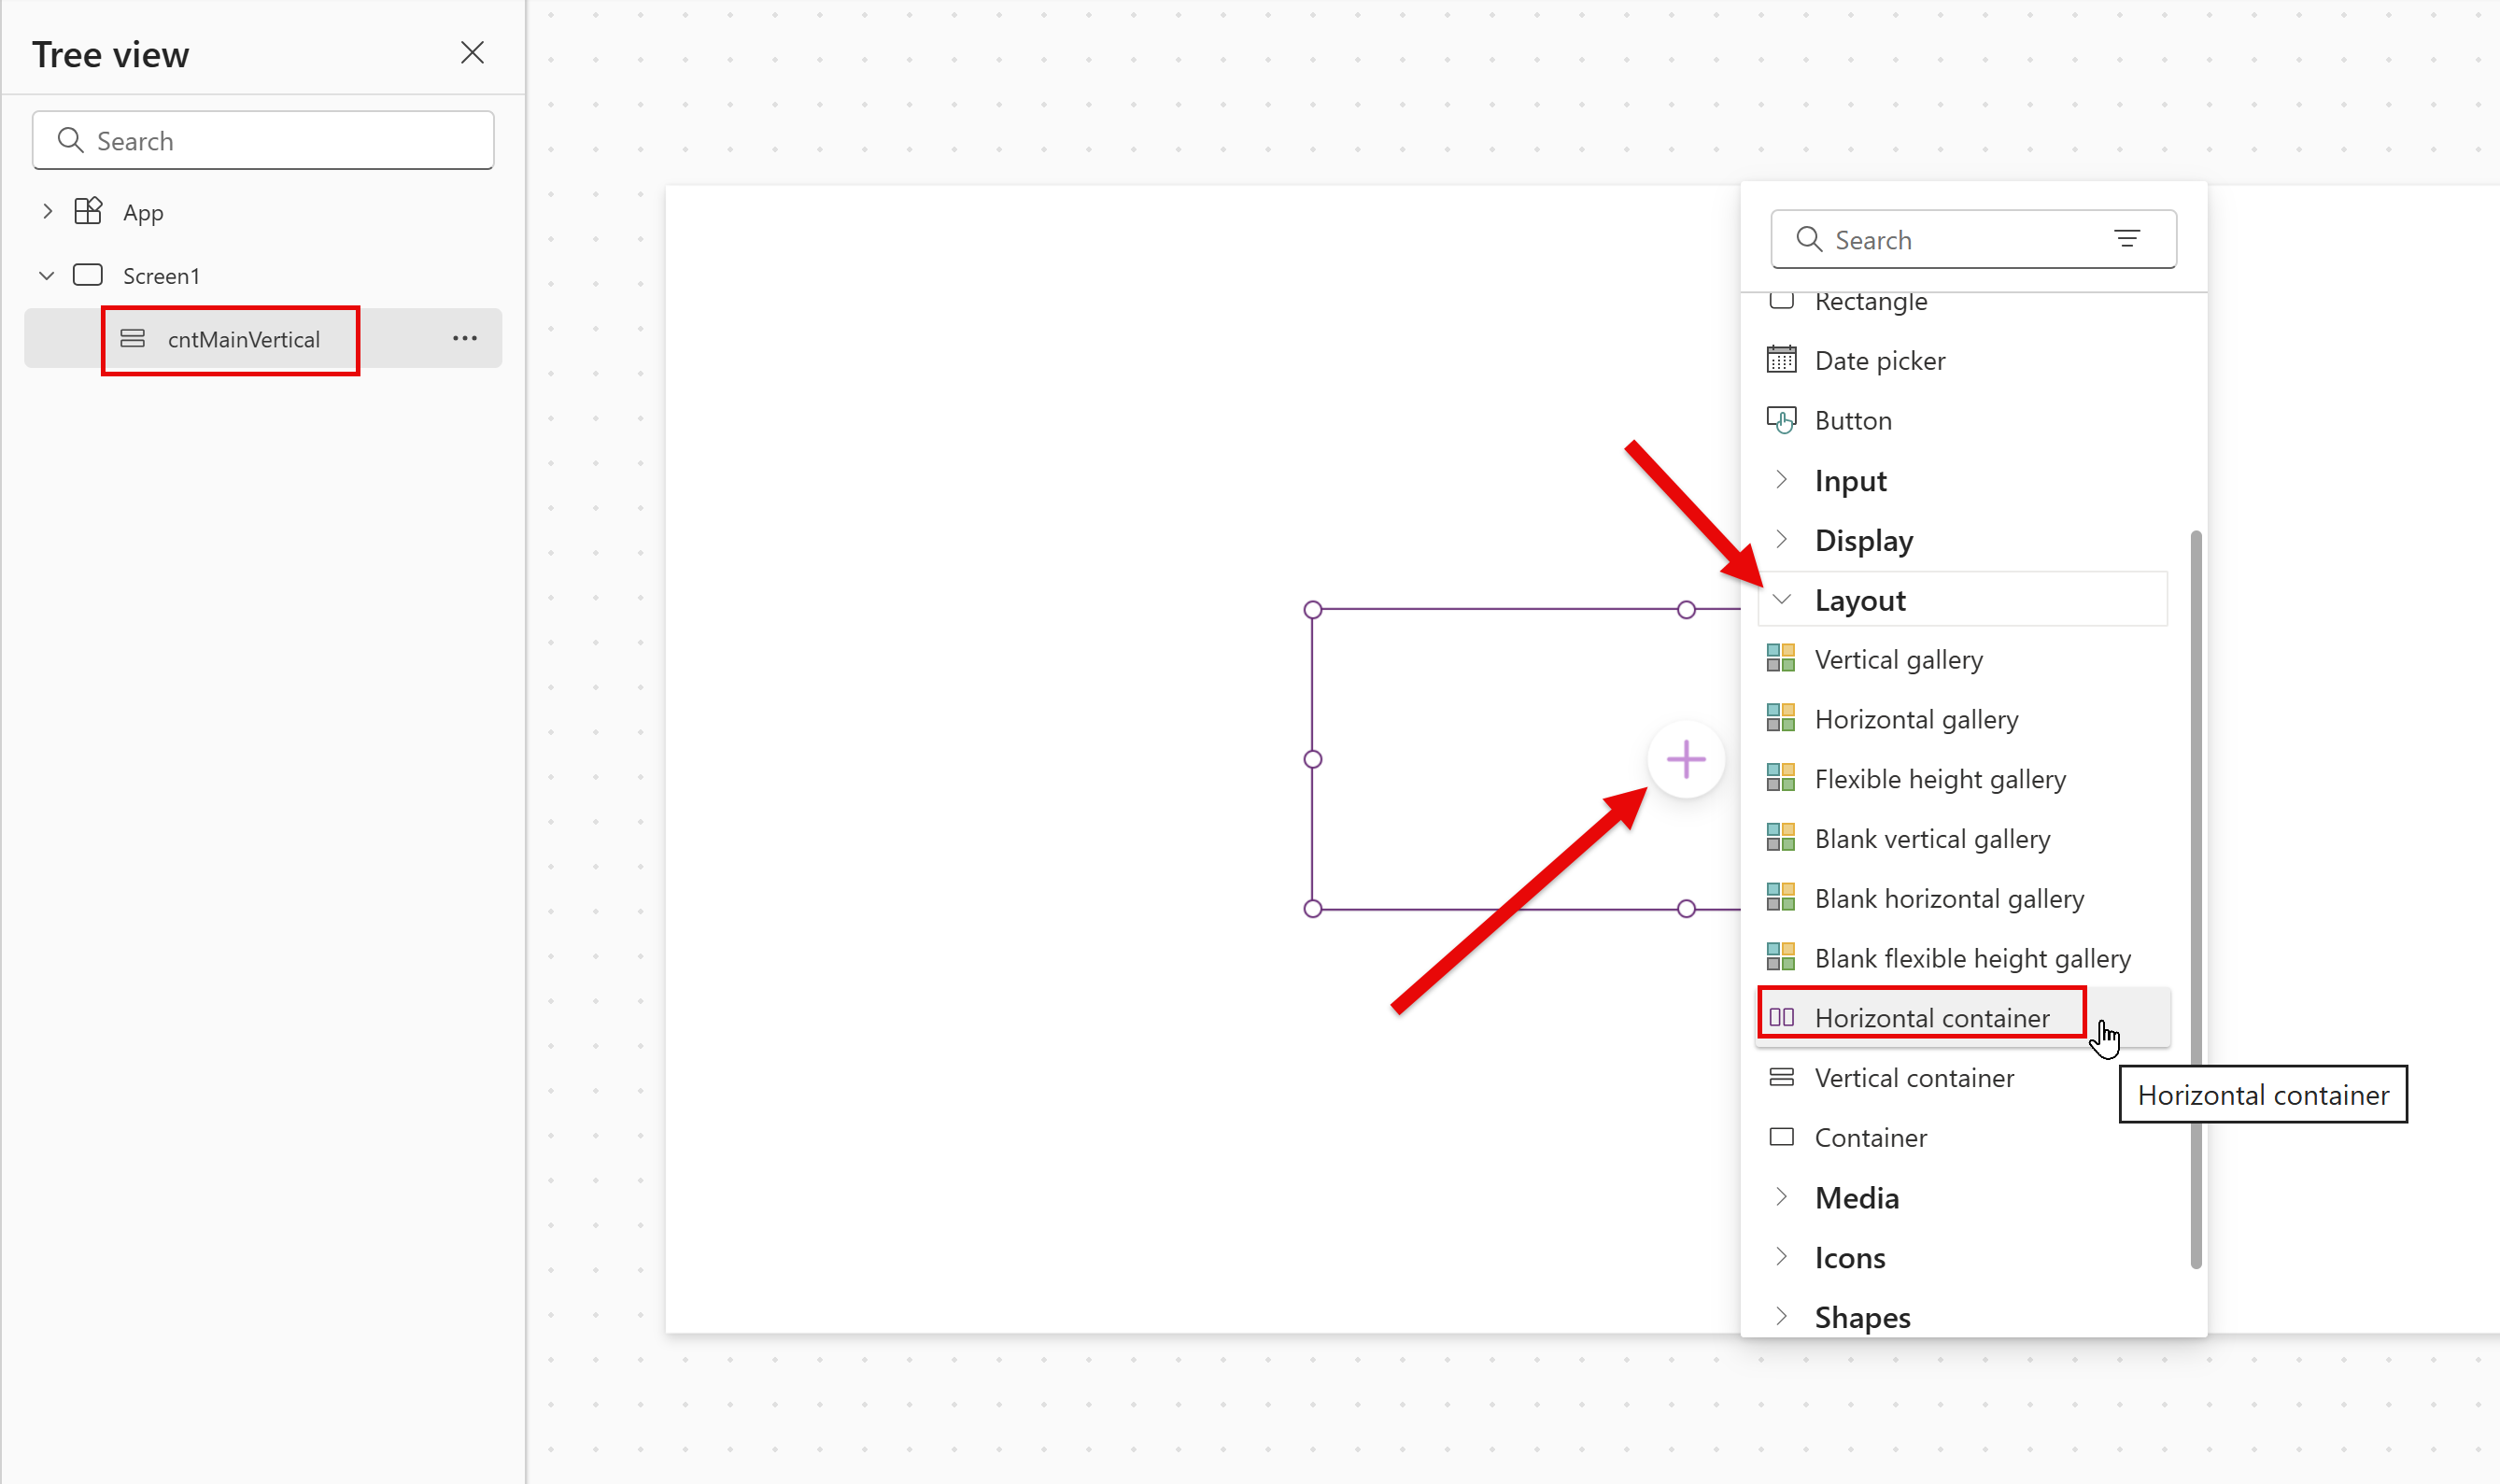 Tree view
Search
App
Screen1
cntMainVertical
Search
Rectangle
Date picker
Button
Input
Display
Layout
Vertical gallery
Horizontal gallery
Flexible height gallery
Blank vertical gallery
Blank horizontal gallery
Blank flexible height gallery
Horizontal container
Vertical container
Horizontal container
Container
Media
Icons
Shapes